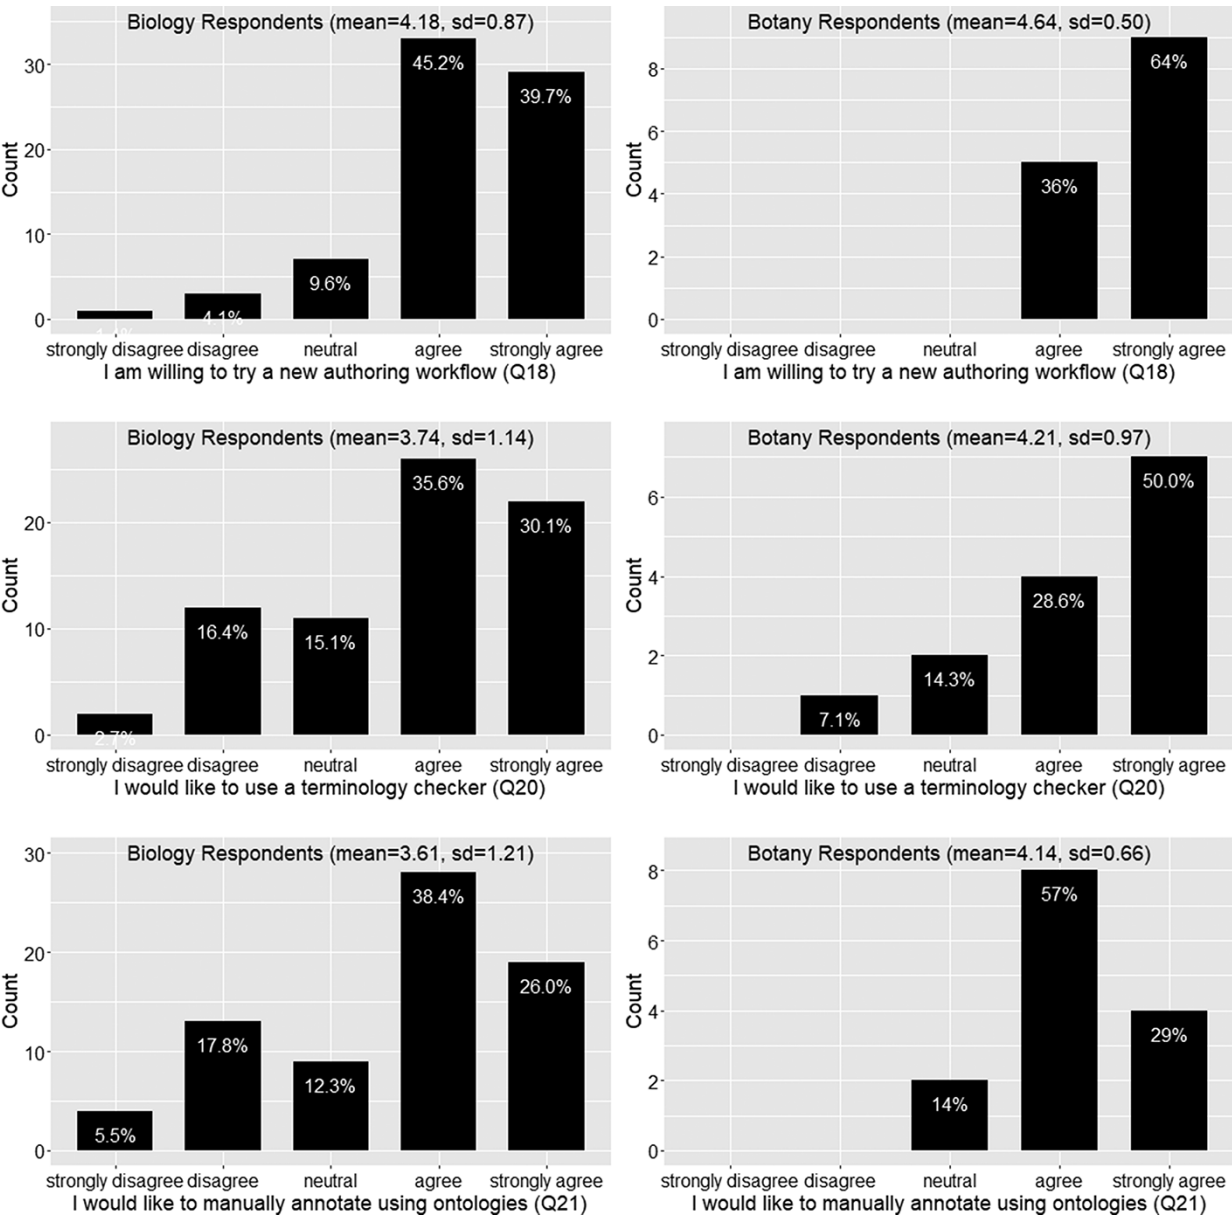 Biology Respondents (mean=4.18, sd=0.87)
Count
30
20
10
0
45.2%
39.7%
9.6%
4.1%
1.4%
strongly disagree disagree neutral agree strongly agree
I am willing to try a new authoring workflow (Q18)
Botany Respondents (mean=4.64, sd=0.50)
Count
8
6
4
2
0
64%
36%
strongly disagree disagree neutral agree strongly agree
I am willing to try a new authoring workflow (Q18)
Biology Respondents (mean=3.74, sd=1.14)
Count
20
10
0
35.6%
30.1%
16.4%
15.1%
2.7%
strongly disagree disagree neutral agree strongly agree
I would like to use a terminology checker (Q20)
Botany Respondents (mean=4.21, sd=0.97)
Count
6
4
2
0
50.0%
28.6%
14.3%
7.1%
strongly disagree disagree neutral agree strongly agree
I would like to use a terminology checker (Q20)
Biology Respondents (mean=3.61, sd=1.21)
Count
30
20
10
0
38.4%
26.0%
17.8%
12.3%
5.5%
strongly disagree disagree neutral agree strongly agree
I would like to manually annotate using ontologies (Q21)
Botany Respondents (mean=4.14, sd=0.66)
Count
8
6
4
2
0
57%
29%
14%
strongly disagree disagree neutral agree strongly agree
I would like to manually annotate using ontologies (Q21)